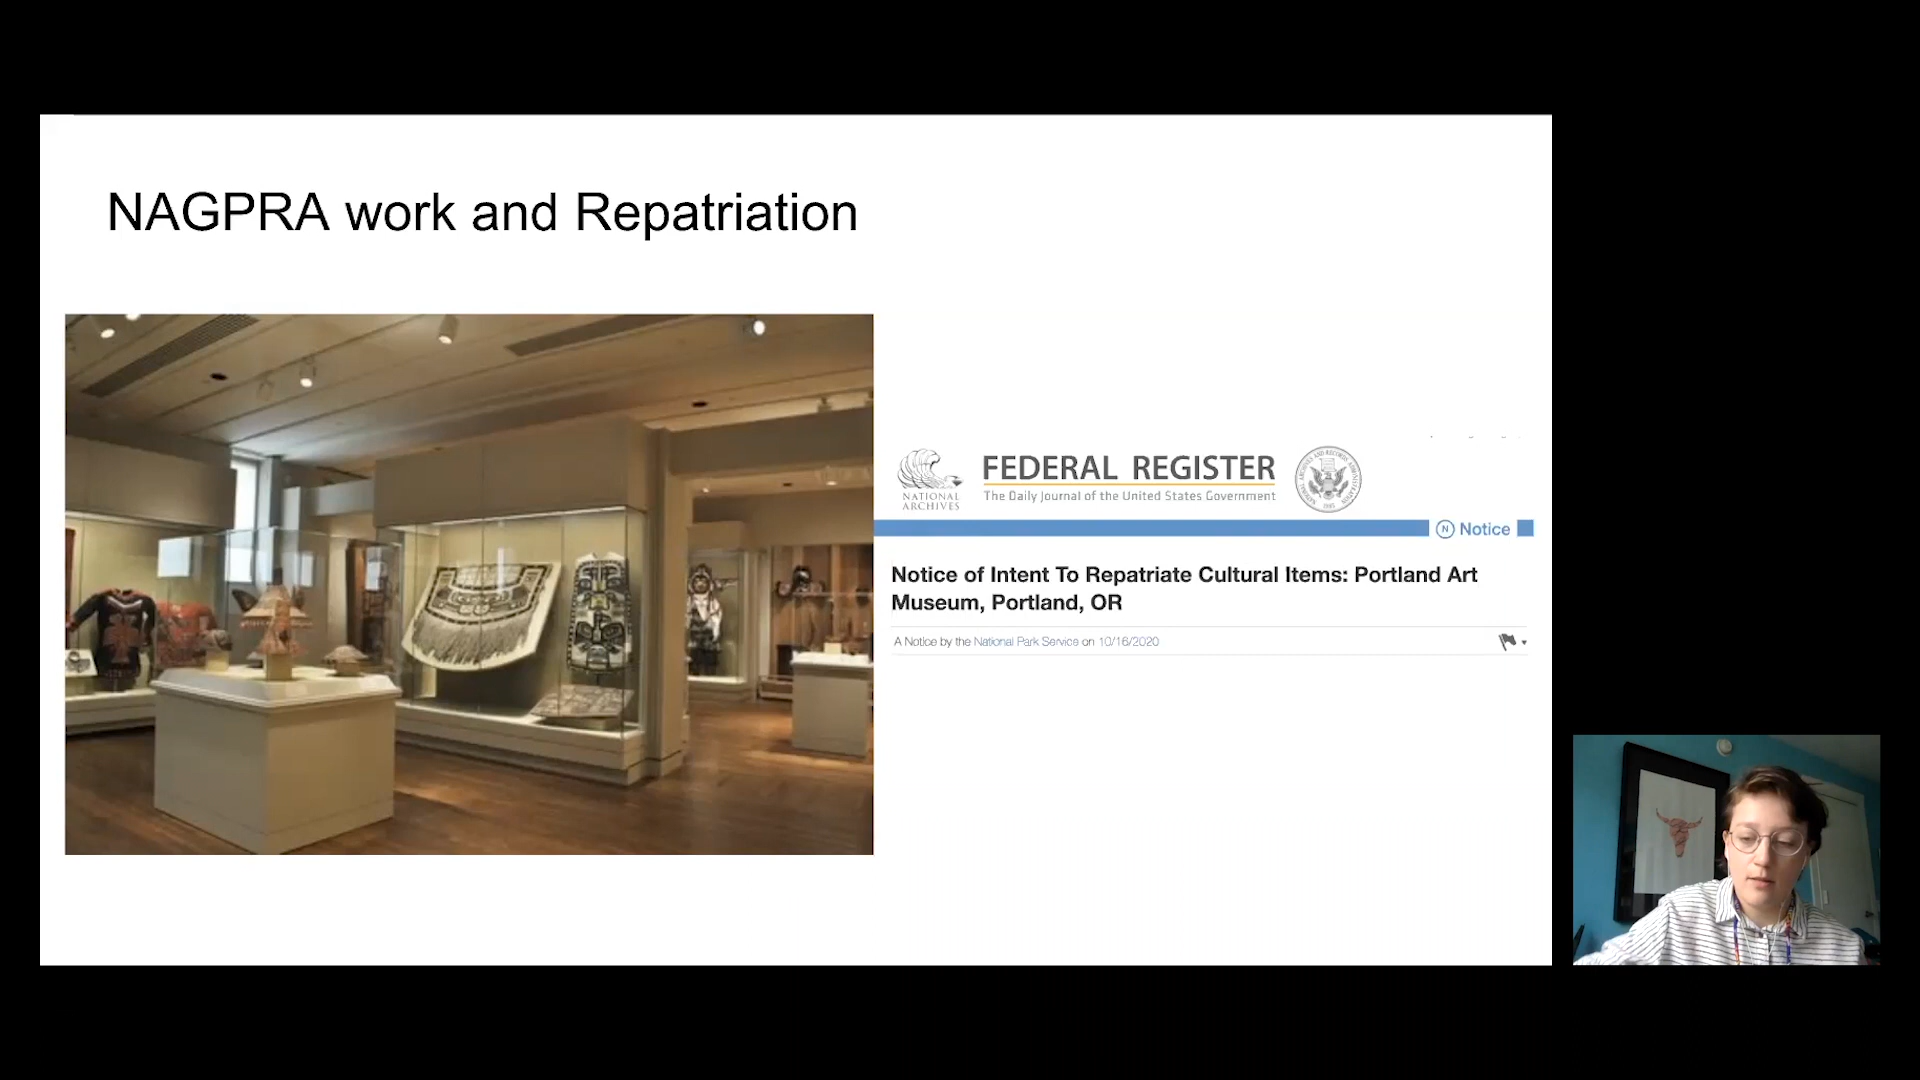 NAGPRA work and Repatriation
NATIONAL
ARCHIVES
FEDERAL REGISTER
The Daily Journal of the United States Government
N Notice
Notice of Intent To Repatriate Cultural Items: Portland Art
Museum, Portland, OR
A Notice by the National Park Service on 10/16/2020